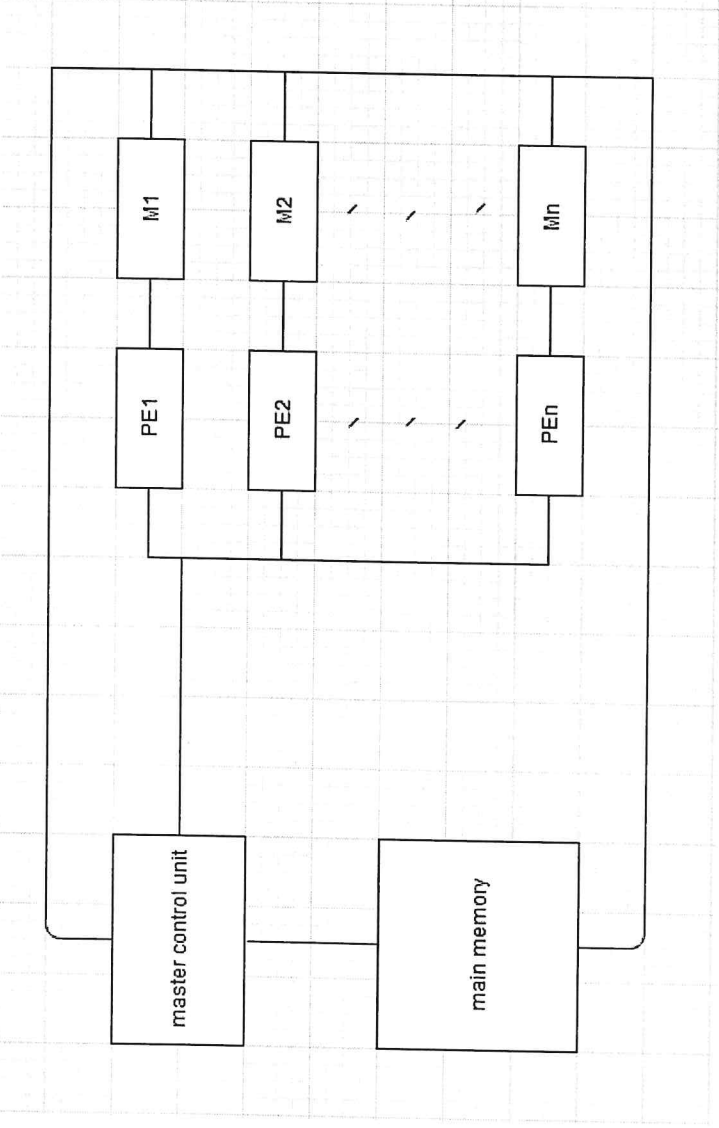 master control unit
PE1
M1
PE2
M2
main memory
PEn
Mn